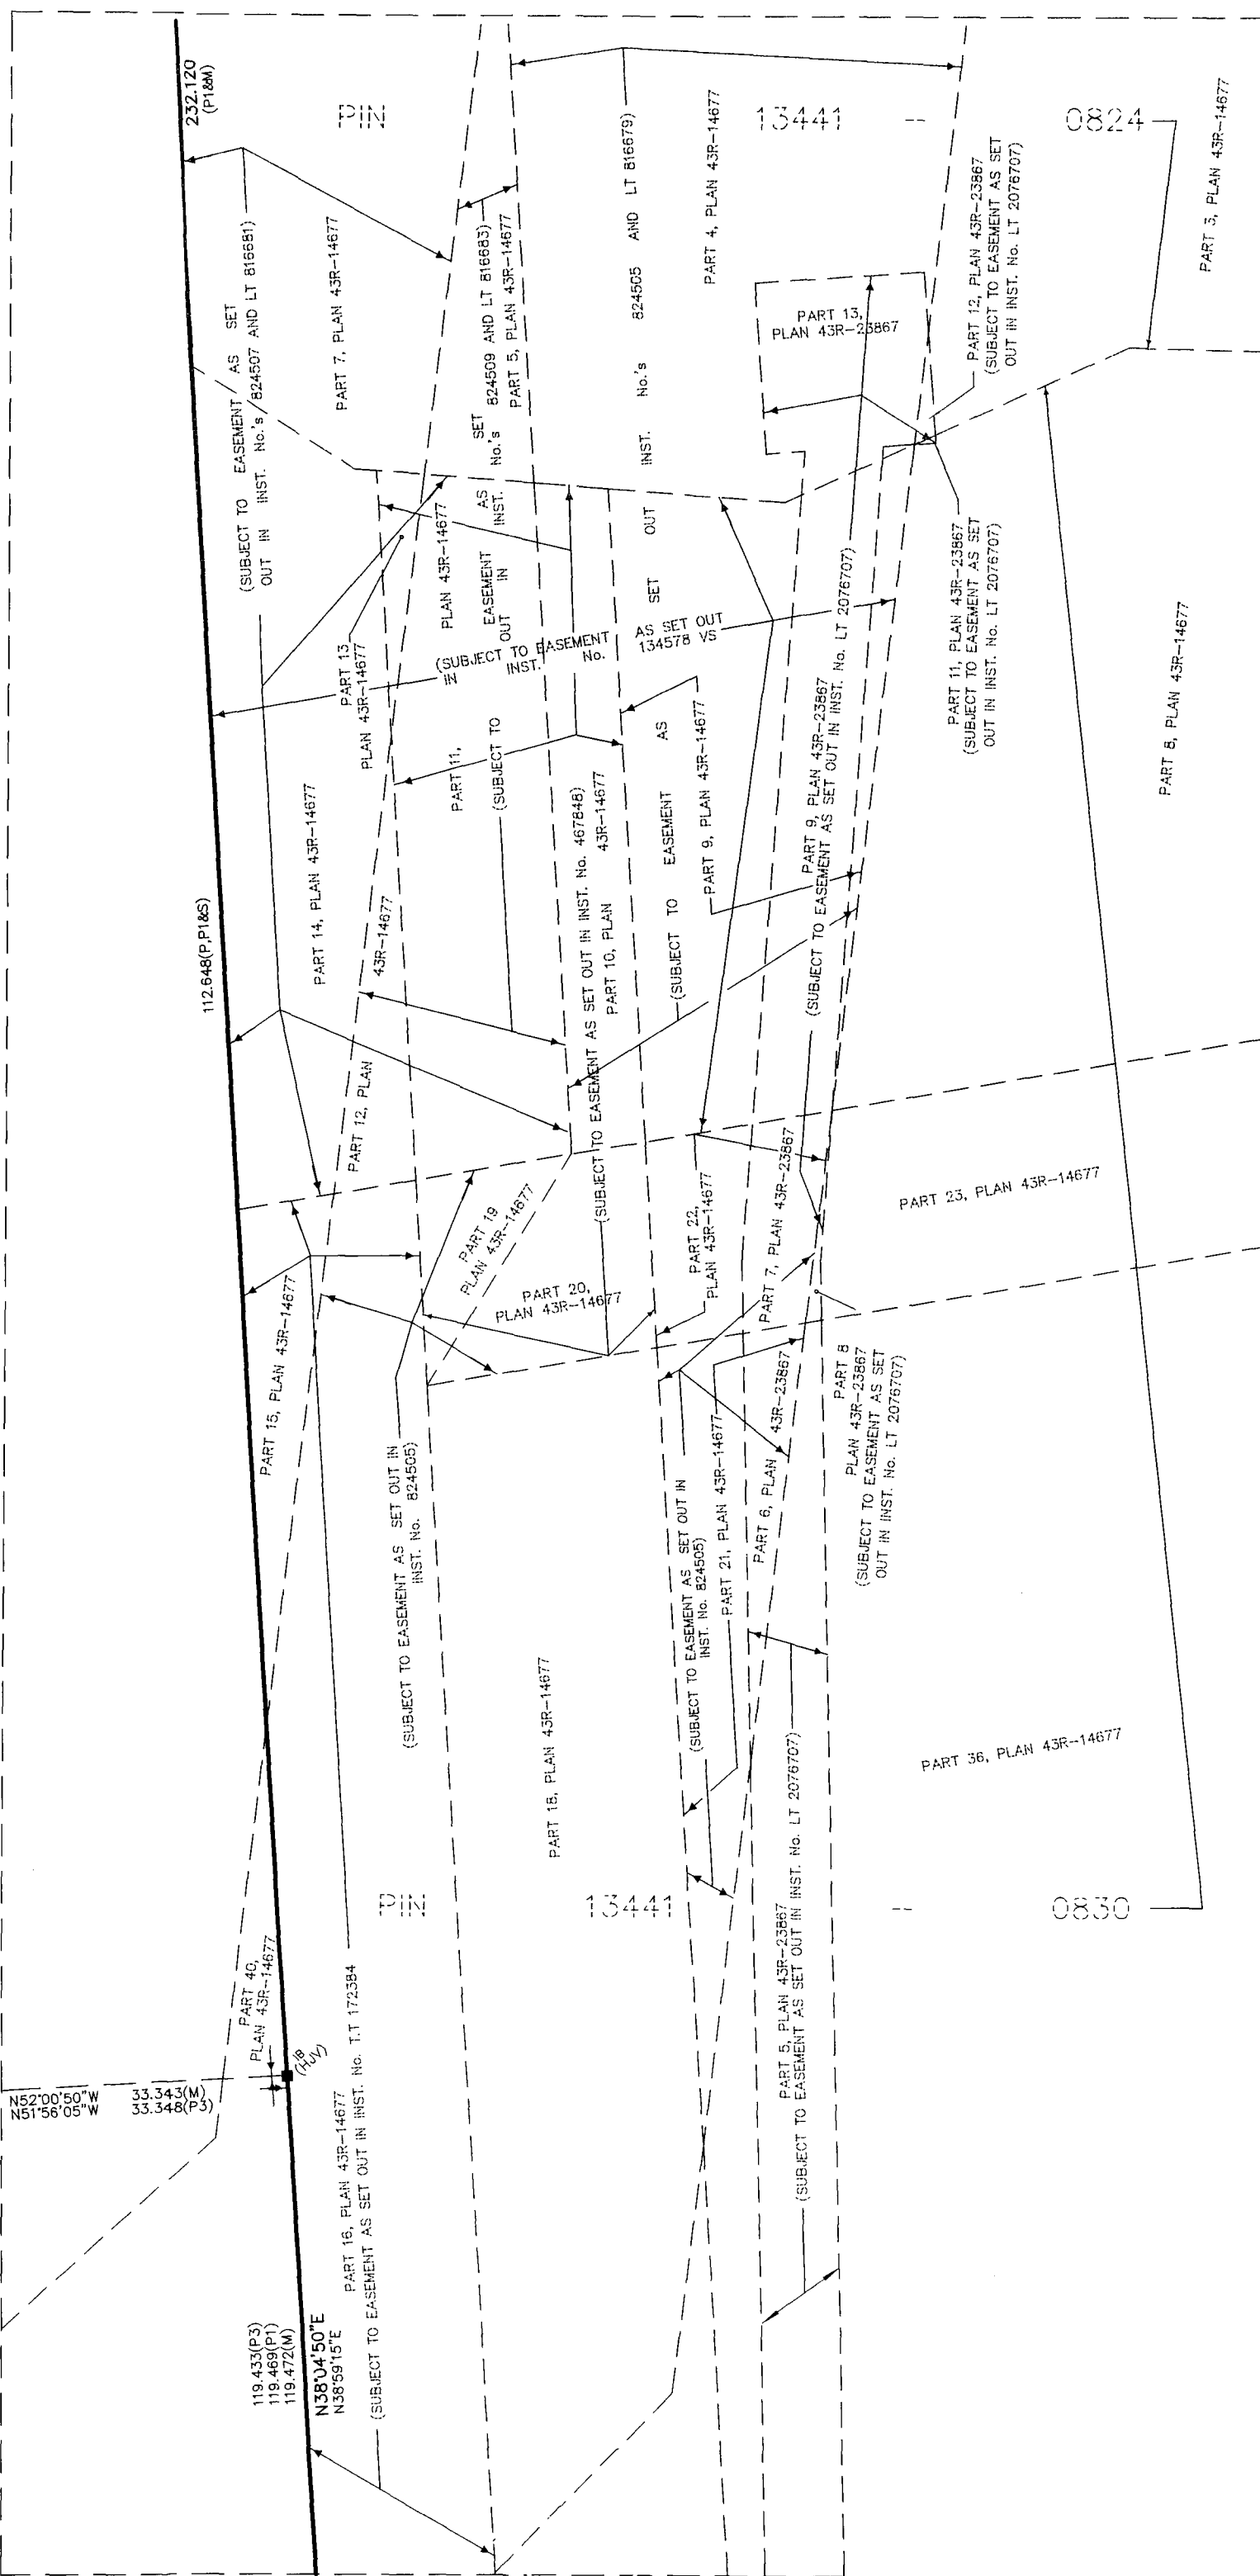 232.120
(P1&M)
PIN 13441 -- 0824
(SUBJECT TO EASEMENT AS SET
OUT IN INST. No.'s 824507 AND LT 816681)
PART 7, PLAN 43R-14677
(SUBJECT TO EASEMENT AS SET
OUT IN INST. No.'s 824509 AND LT 816683)
PART 5, PLAN 43R-14677
(SUBJECT TO EASEMENT AS SET OUT INST. No.'s 824505 AND LT 816679)
PART 4, PLAN 43R-14677
PART 13,
PLAN 43R-23867
PART 12, PLAN 43R-23867
(SUBJECT TO EASEMENT AS SET
OUT IN INST. No. LT 2076707)
PART 3, PLAN 43R-14677
PART 13
PLAN 43R-14677
(SUBJECT TO EASEMENT AS SET OUT
IN INST. No. 134578 VS
PART 11, PLAN 43R-14677
PART 9, PLAN 43R-14677
PART 9, PLAN 43R-23867
(SUBJECT TO EASEMENT AS SET OUT IN INST. No. LT 2076707)
PART 11, PLAN 43R-23867
(SUBJECT TO EASEMENT AS SET
OUT IN INST. No. LT 2076707)
PART 8, PLAN 43R-14677
112.648(P,P1&S)
PART 14, PLAN 43R-14677
PART 12, PLAN 43R-14677
(SUBJECT TO EASEMENT AS SET OUT IN INST. No. 467848)
PART 10, PLAN 43R-14677
PART 15, PLAN 43R-14677
PART 19
PLAN 43R-14677
PART 20,
PLAN 43R-14677
PART 22,
PLAN 43R-14677
PART 7, PLAN 43R-23867
PART 23, PLAN 43R-14677
(SUBJECT TO EASEMENT AS SET OUT IN
INST. No. 824505)
(SUBJECT TO EASEMENT AS SET OUT IN
INST. No. 824505)
PART 21, PLAN 43R-14677
PART 6, PLAN 43R-23867
PART 8
PLAN 43R-23867
(SUBJECT TO EASEMENT AS SET
OUT IN INST. No. LT 2076707)
PART 18, PLAN 43R-14677
PART 36, PLAN 43R-14677
PIN 13441 -- 0830
PART 40,
PLAN 43R-14677
IB
(HJV)
N52°00'50"W 33.343(M)
N51°56'05"W 33.348(P3)
PART 16, PLAN 43R-14677
(SUBJECT TO EASEMENT AS SET OUT IN INST. No. T.T 172384
PART 5, PLAN 43R-23867
(SUBJECT TO EASEMENT AS SET OUT IN INST. No. LT 2076707)
119.433(P3)
119.469(P1)
119.472(M)
N38°04'50"E
N38°59'15"E